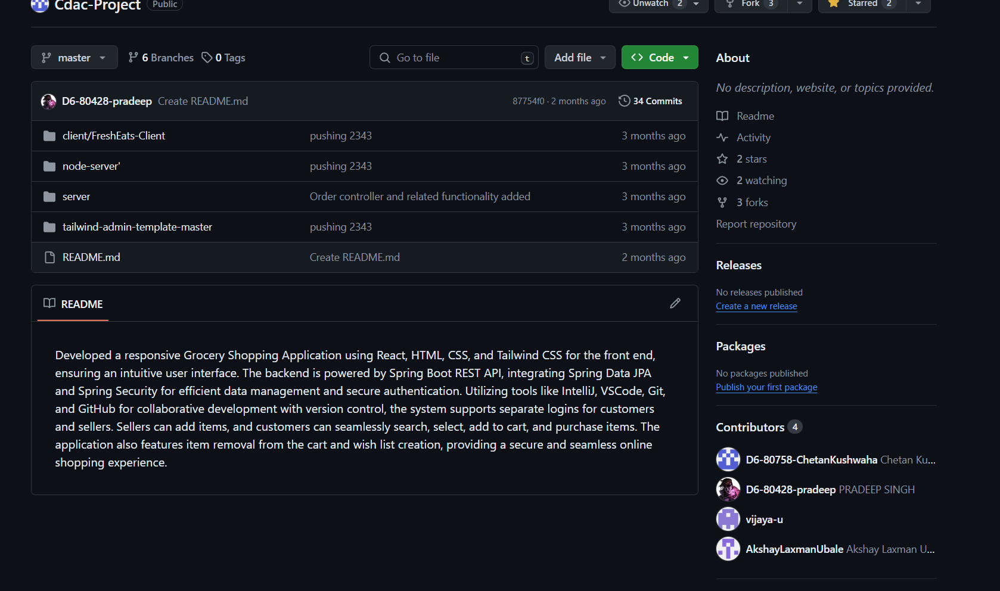 Cdac-Project Public
Unwatch 2 Fork 3 Starred 2
master 6 Branches 0 Tags Go to file t Add file Code
D6-80428-pradeep Create README.md 87754f0 · 2 months ago 34 Commits
client/FreshEats-Client pushing 2343 3 months ago
node-server' pushing 2343 3 months ago
server Order controller and related functionality added 3 months ago
tailwind-admin-template-master pushing 2343 3 months ago
README.md Create README.md 2 months ago
README
Developed a responsive Grocery Shopping Application using React, HTML, CSS, and Tailwind CSS for the front end,
ensuring an intuitive user interface. The backend is powered by Spring Boot REST API, integrating Spring Data JPA
and Spring Security for efficient data management and secure authentication. Utilizing tools like IntelliJ, VSCode, Git,
and GitHub for collaborative development with version control, the system supports separate logins for customers
and sellers. Sellers can add items, and customers can seamlessly search, select, add to cart, and purchase items. The
application also features item removal from the cart and wish list creation, providing a secure and seamless online
shopping experience.
About
No description, website, or topics provided.
Readme
Activity
2 stars
2 watching
3 forks
Report repository
Releases
No releases published
Create a new release
Packages
No packages published
Publish your first package
Contributors 4
D6-80758-ChetanKushwaha Chetan Ku...
D6-80428-pradeep PRADEEP SINGH
vijaya-u
AkshayLaxmanUbale Akshay Laxman U...